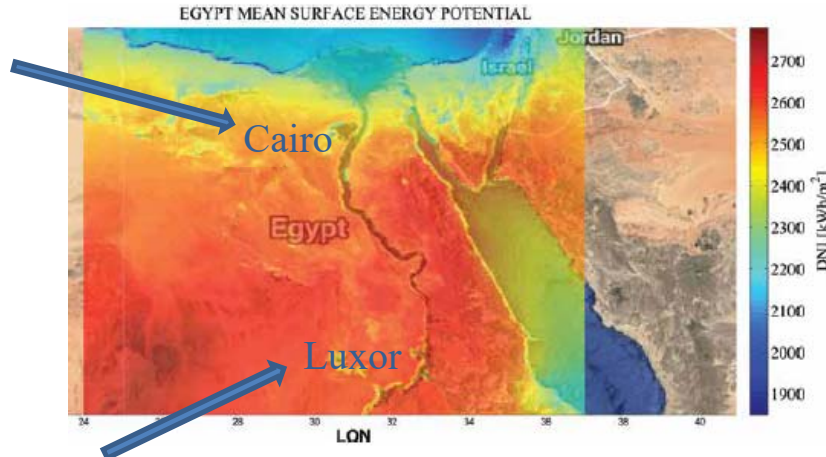 EGYPT MEAN SURFACE ENERGY POTENTIAL
Jordan
Israel
Cairo
Egypt
Luxor
2700
2600
2500
2400
2300
2200
2100
2000
1900
DNI [kWh/m²]
24 26 28 30 32 34 36 38 40
LON